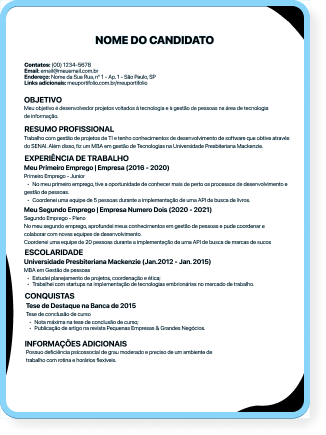 NOME DO CANDIDATO
Contatos: (00) 1234-5678
Email: email@meuemail.com.br
Endereço: Nome da Sua Rua, nº 1 - Ap. 1 - São Paulo, SP
Links adicionais: meuportfolio.com.br/meuportfolio
OBJETIVO
Meu objetivo é desenvolvedor projetos voltados à tecnologia e à gestão de pessoas na área de tecnologia
de informação.
RESUMO PROFISSIONAL
Trabalho com gestão de projetos de TI e tenho conhecimentos de desenvolvimento de software que obtive através
do SENAI. Além disso, fiz um MBA em gestão de Tecnologias na Universidade Presbiteriana Mackenzie.
EXPERIÊNCIA DE TRABALHO
Meu Primeiro Emprego | Empresa (2016 - 2020)
Primeiro Emprego - Junior
• No meu primeiro emprego, tive a oportunidade de conhecer mais de perto os processos de desenvolvimento e
gestão de pessoas.
• Coordenei uma equipe de 5 pessoas durante a implementação de uma API de busca de livros.
Meu Segundo Emprego | Empresa Numero Dois (2020 - 2021)
Segundo Emprego - Pleno
No meu segundo emprego, aprofundei meus conhecimentos em gestão de pessoas e pude coordenar e
colaborar com novas equipes de desenvolvimento.
Coordenei uma equipe de 20 pessoas durante a implementação de uma API de busca de marcas de sucos
ESCOLARIDADE
Universidade Presbiteriana Mackenzie (Jan.2012 - Jan. 2015)
MBA em Gestão de pessoas
• Estudei planejamento de projetos, coordenação e ética;
• Trabalhei com startups na implementação de tecnologias embrionárias no mercado de trabalho.
CONQUISTAS
Tese de Destaque na Banca de 2015
Tese de conclusão de curso
• Nota máxima na tese de conclusão de curso;
• Publicação de artigo na revista Pequenas Empresas & Grandes Negócios.
INFORMAÇÕES ADICIONAIS
Possuo deficiência psicossocial de grau moderado e preciso de um ambiente de
trabalho com rotina e horários flexíveis.